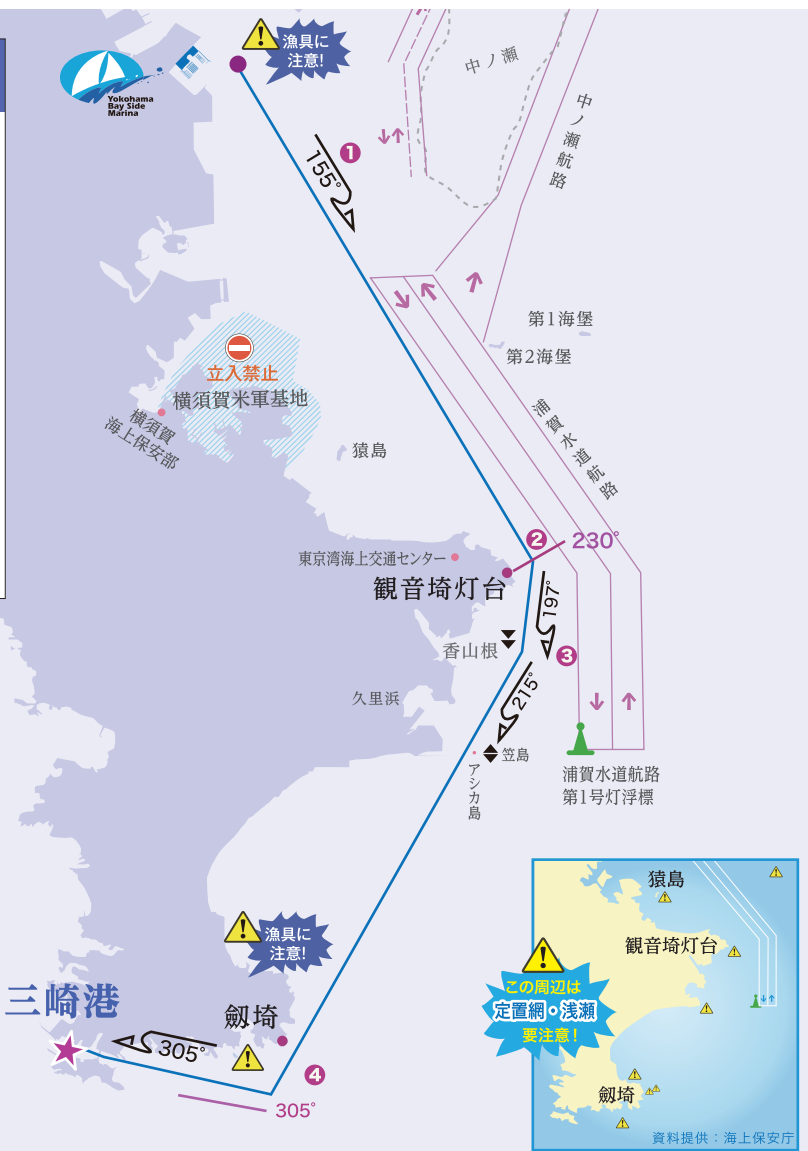 漁具に
注意!
Yokohama
Bay Side
Marina
中ノ瀬
中ノ瀬航路
1
155°
第1海堡
第2海堡
立入禁止
横須賀米軍基地
横須賀
海上保安部
猿島
浦賀水道航路
2
230°
東京湾海上交通センター
観音埼灯台
197°
香山根
3
215°
久里浜
笠島
アシカ島
浦賀水道航路
第1号灯浮標
漁具に
注意!
三崎港
剱埼
305°
4
305°
猿島
観音埼灯台
この周辺は
定置網・浅瀬
要注意!
剱埼
資料提供：海上保安庁